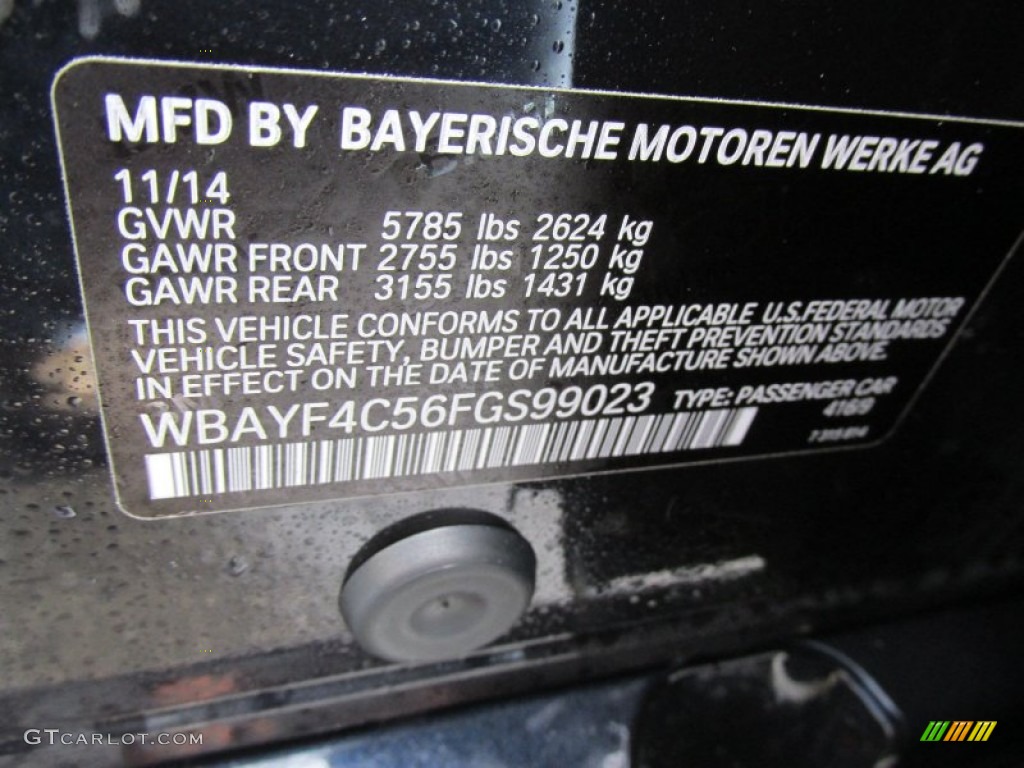 MFD BY BAYERISCHE MOTOREN WERKE AG
11/14
GVWR 5785 lbs 2624 kg
GAWR FRONT 2755 lbs 1250 kg
GAWR REAR 3155 lbs 1431 kg
THIS VEHICLE CONFORMS TO ALL APPLICABLE U.S.FEDERAL MOTOR
VEHICLE SAFETY, BUMPER AND THEFT PREVENTION STANDARDS
IN EFFECT ON THE DATE OF MANUFACTURE SHOWN ABOVE.
WBAYF4C56FGS99023 TYPE: PASSENGER CAR
GTCARLOT.COM